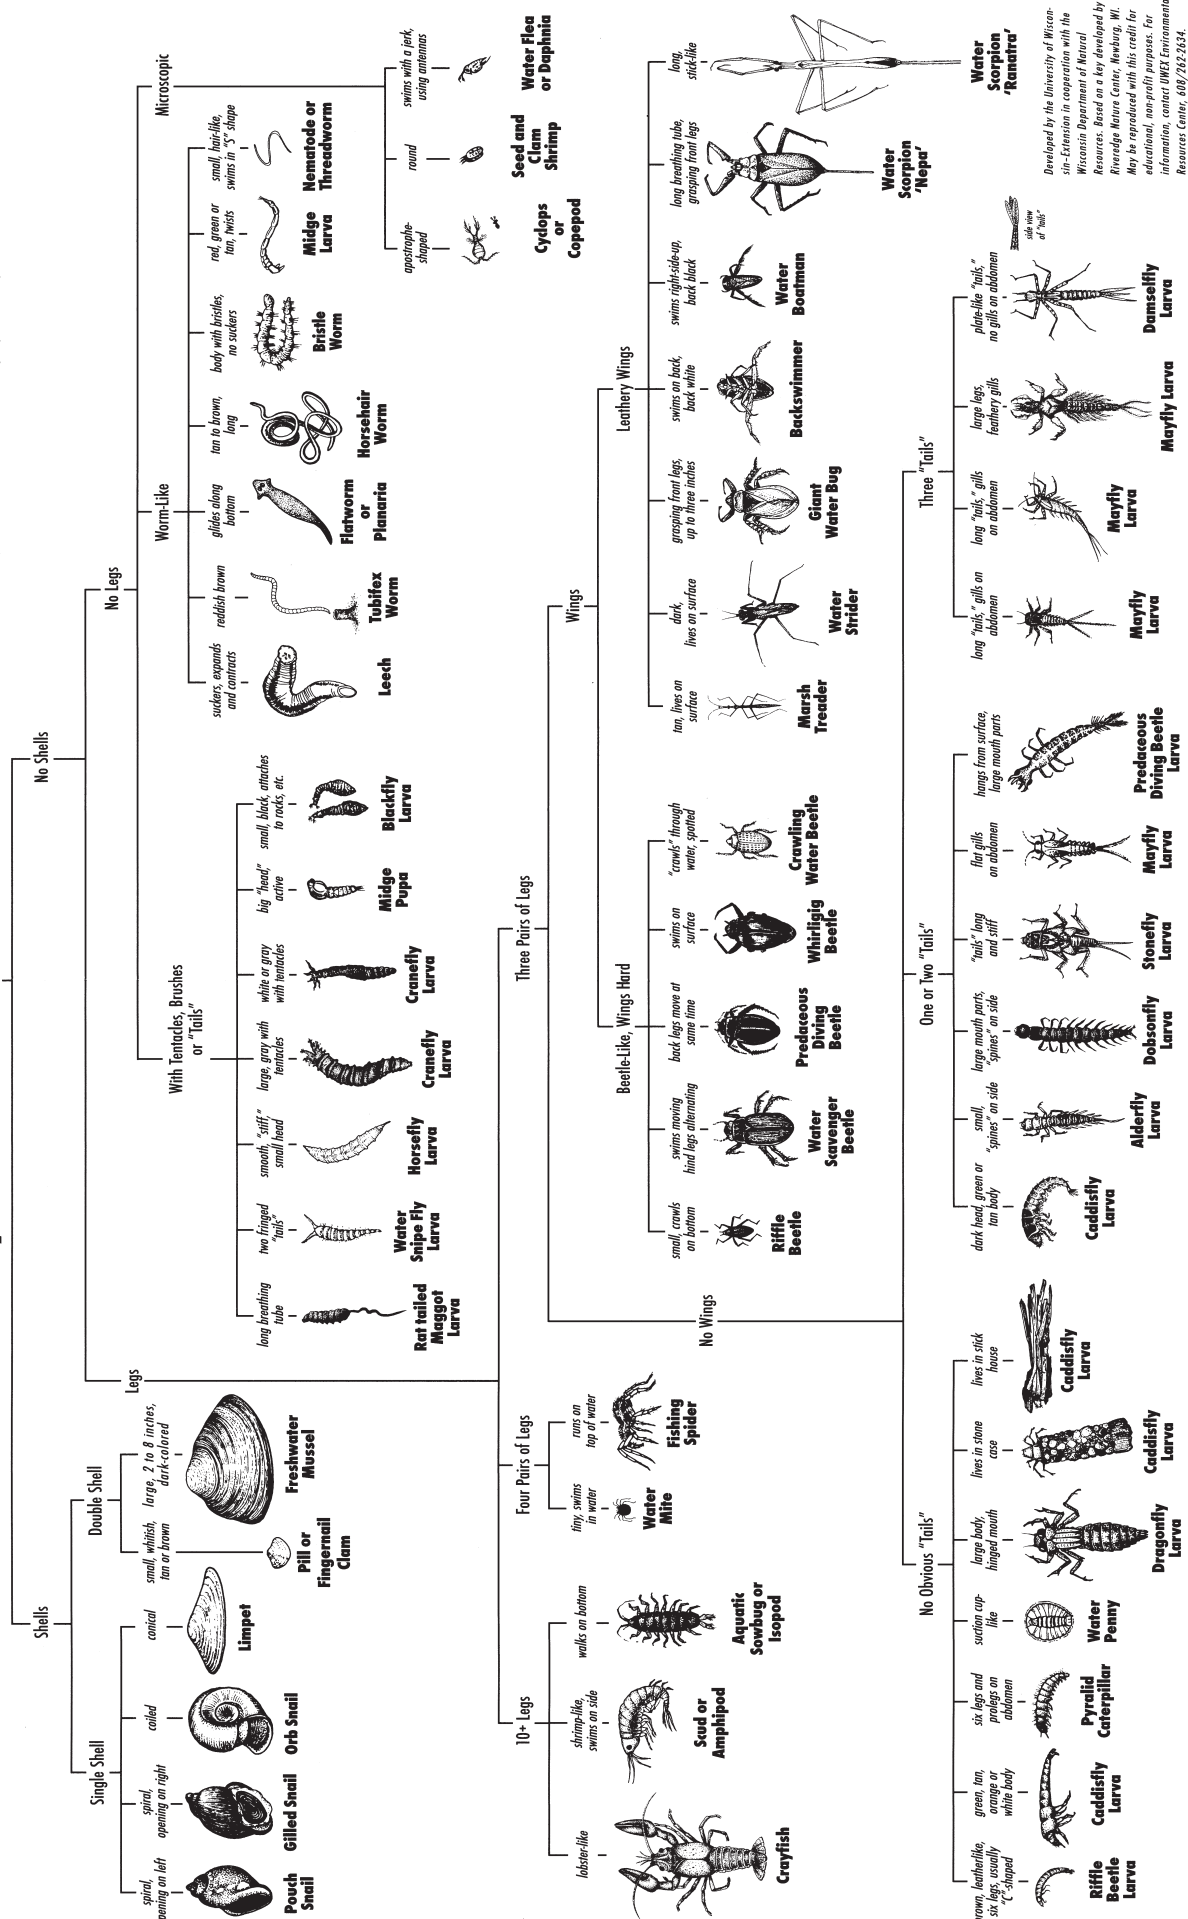 Shells
No Shells
Single Shell
Double Shell
spiral,
opening on left
Pouch
Snail
spiral,
opening on right
Gilled Snail
coiled
Orb Snail
conical
Limpet
small, whitish,
tan or brown
Pill or
Fingernail
Clam
large, 2 to 8 inches,
dark-colored
Freshwater
Mussel
Legs
No Legs
With Tentacles, Brushes
or "Tails"
long breathing
tube
Rat tailed
Maggot
Larva
two fringed
"tails"
Water
Snipe Fly
Larva
smooth, "stiff,"
small head
Horsefly
Larva
large, gray with
tentacles
Cranefly
Larva
white or gray
with tentacles
Cranefly
Larva
big "head,"
active
Midge
Pupa
small, black, attaches
to rocks, etc.
Blackfly
Larva
Worm-Like
suckers, expands
and contracts
Leech
reddish brown
Tubifex
Worm
glides along
bottom
Flatworm
or
Planaria
tan to brown,
long
Horsehair
Worm
body with bristles,
no suckers
Bristle
Worm
red, green or
tan, twists
Midge
Larva
small, hair-like,
swims in "S" shape
Nematode or
Threadworm
Microscopic
apostrophe-
shaped
Cyclops
or
Copepod
round
Seed and
Clam
Shrimp
swims with a jerk,
using antennas
Water Flea
or Daphnia
10+ Legs
lobster-like
Crayfish
shrimp-like,
swims on side
Scud or
Amphipod
walks on bottom
Aquatic
Sowbug or
Isopod
Four Pairs of Legs
tiny, swims
in water
Water
Mite
runs on
top of water
Fishing
Spider
Three Pairs of Legs
No Wings
Wings
Beetle-Like, Wings Hard
small, crawls
on bottom
Riffle
Beetle
swims moving
hind legs alternating
Water
Scavenger
Beetle
back legs move at
same time
Predaceous
Diving
Beetle
swims on
surface
Whirligig
Beetle
"crawls" through
water, spotted
Crawling
Water Beetle
Leathery Wings
tan, lives on
surface
Marsh
Treader
dark,
lives on surface
Water
Strider
grasping front legs,
up to three inches
Giant
Water Bug
swims on back,
back white
Backswimmer
swims right-side-up,
back black
Water
Boatman
long breathing tube,
grasping front legs
Water
Scorpion
'Nepa'
long,
stick-like
Water
Scorpion
'Ranatra'
No Obvious "Tails"
leatherlike,
six legs, usually
"C"-shaped
Riffle
Beetle
Larva
green, tan,
orange or
white body
Caddisfly
Larva
six legs and
prolegs on
abdomen
Pyralid
Caterpillar
suction cup-
like
Water
Penny
large body,
hinged mouth
Dragonfly
Larva
lives in stone
case
Caddisfly
Larva
lives in stick
house
Caddisfly
Larva
One or Two "Tails"
dark head, green or
tan body
Caddisfly
Larva
small,
"spines" on side
Alderfly
Larva
large mouth parts,
"spines" on side
Dobsonfly
Larva
"tails" long
and stiff
Stonefly
Larva
flat gills
on abdomen
Mayfly
Larva
hangs from surface,
large mouth parts
Predaceous
Diving Beetle
Larva
Three "Tails"
long "tails," gills on
abdomen
Mayfly
Larva
long "tails," gills
on abdomen
Mayfly
Larva
large legs,
feathery gills
Mayfly Larva
plate-like "tails,"
no gills on abdomen
Damselfly
Larva
side view
of "tails"
Developed by the University of Wiscon-
sin-Extension in cooperation with the
Wisconsin Department of Natural
Resources. Based on a key developed by
Riveredge Nature Center, Newburg, WI.
May be reproduced with this credit for
educational, non-profit purposes. For
information, contact UWEX Environmental
Resources Center, 608/262-2634.